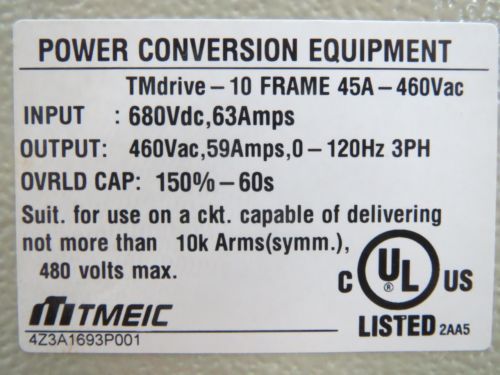 POWER CONVERSION EQUIPMENT
TMdrive-10 FRAME 45A-460Vac
INPUT : 680Vdc,63Amps
OUTPUT: 460Vac,59Amps,0-120Hz 3PH
OVRLD CAP: 150%-60s
Suit. for use on a ckt. capable of delivering
not more than 10k Arms(symm.),
480 volts max.
C UL ® US
TMEIC
LISTED 2AA5
4Z3A1693P001